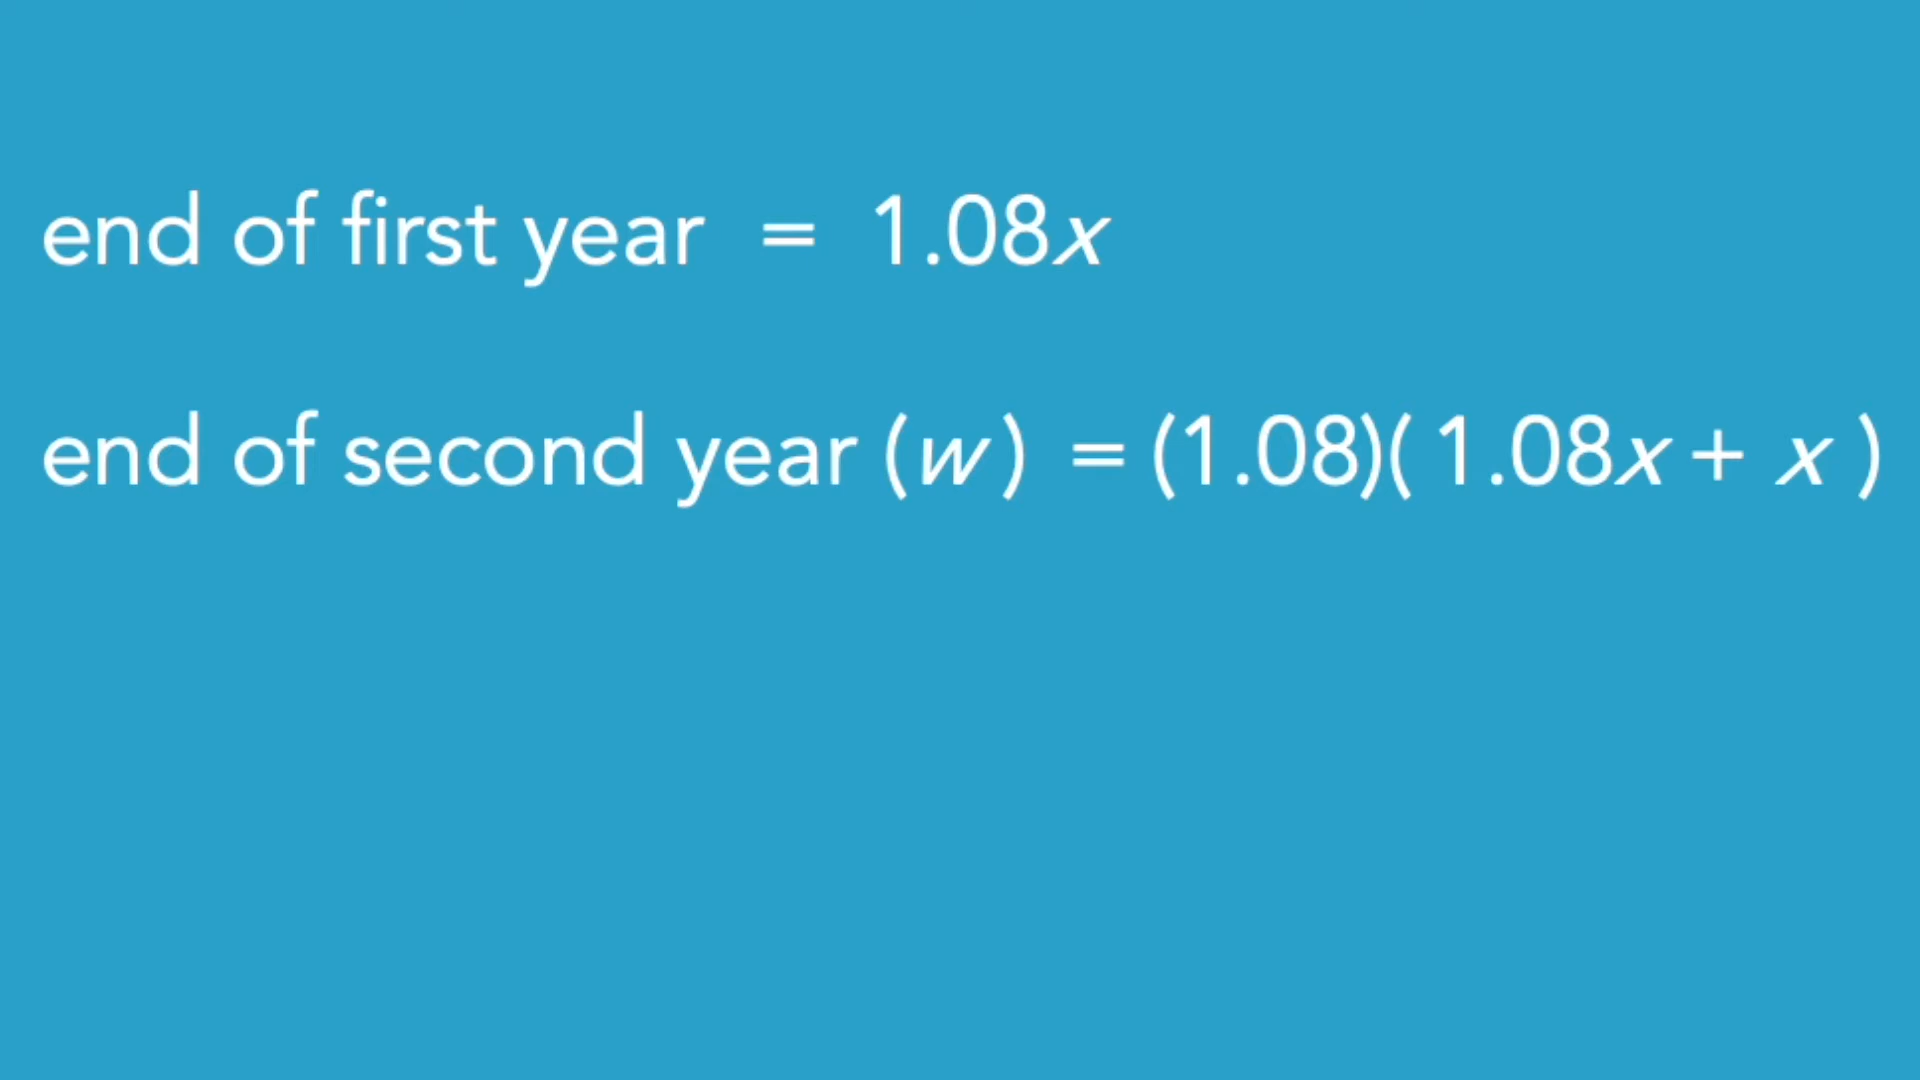 end of first year = 1.08x
end of second year (w) = (1.08)( 1.08x + x )